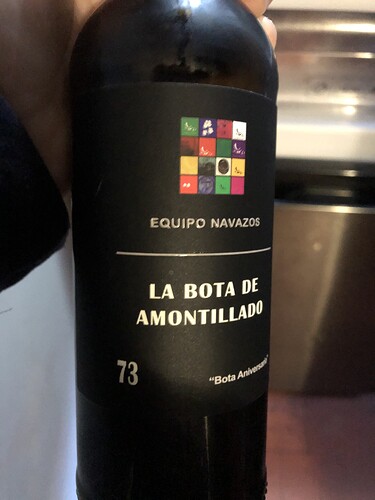 EQUIPO NAVAZOS
LA BOTA DE
AMONTILLADO
73
"Bota Aniversario"